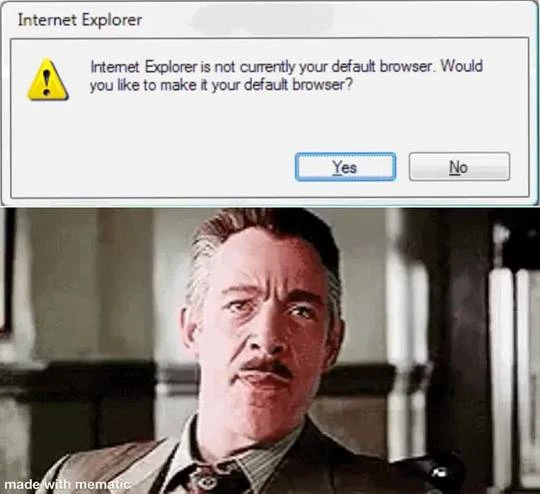 Internet Explorer
Internet Explorer is not currently your default browser. Would
you like to make it your default browser?
Yes
No
made with mematic